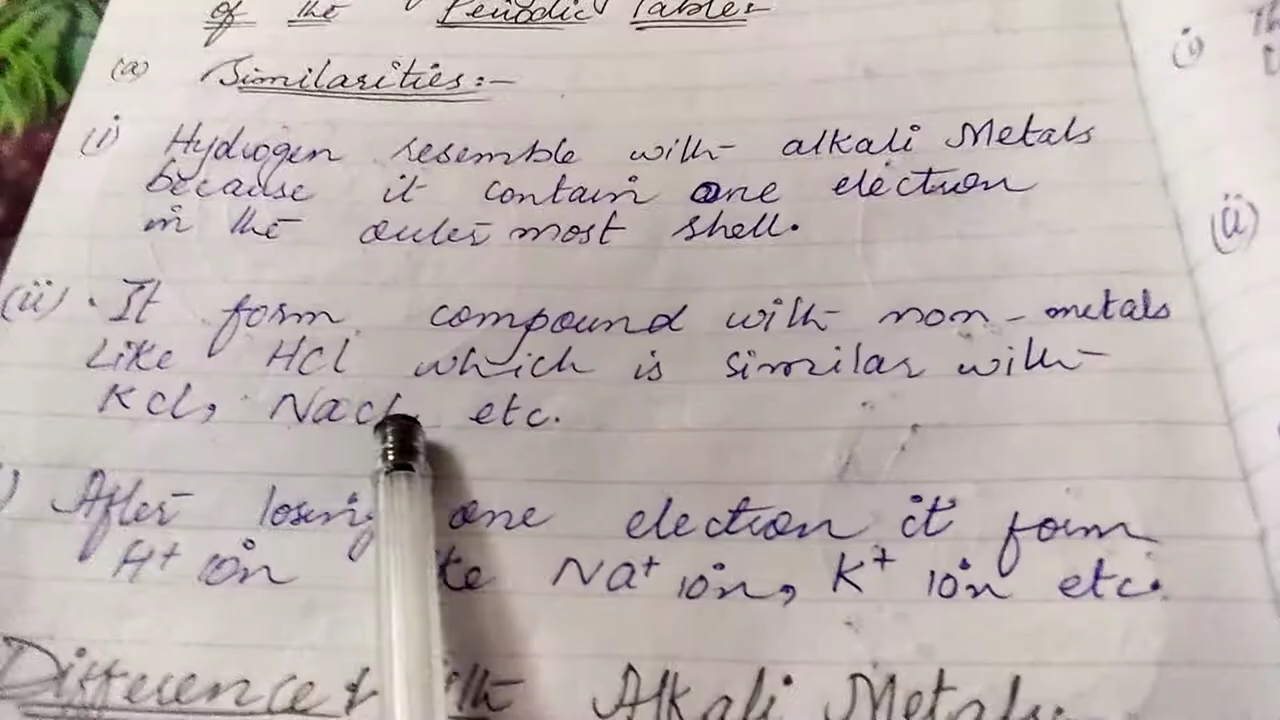 of the Periodic Table:-
(a) Similarities:-
(i) Hydrogen resemble with alkali Metals
because it contain one electron
in the outer most shell.
(ii) It form compound with non-metals
Like HCl which is similar with
KCl, NaCl, etc.
) After losing one electron it form
H+ ion ke Na+ ion, K+ ion etc.
Difference Alkali Metals
(i)
(ii)